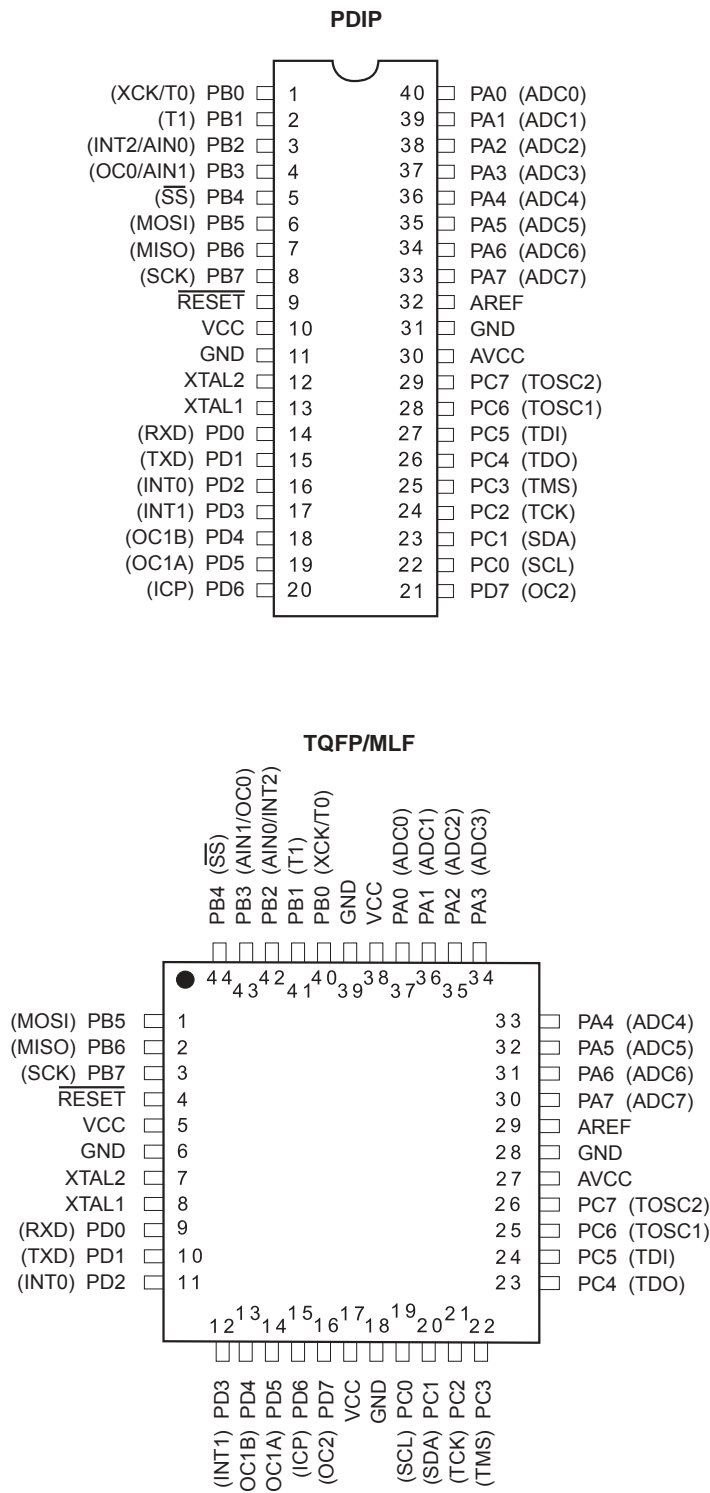 PDIP
(XCK/T0) PB0 1 40 PA0 (ADC0)
(T1) PB1 2 39 PA1 (ADC1)
(INT2/AIN0) PB2 3 38 PA2 (ADC2)
(OC0/AIN1) PB3 4 37 PA3 (ADC3)
(SS) PB4 5 36 PA4 (ADC4)
(MOSI) PB5 6 35 PA5 (ADC5)
(MISO) PB6 7 34 PA6 (ADC6)
(SCK) PB7 8 33 PA7 (ADC7)
RESET 9 32 AREF
VCC 10 31 GND
GND 11 30 AVCC
XTAL2 12 29 PC7 (TOSC2)
XTAL1 13 28 PC6 (TOSC1)
(RXD) PD0 14 27 PC5 (TDI)
(TXD) PD1 15 26 PC4 (TDO)
(INT0) PD2 16 25 PC3 (TMS)
(INT1) PD3 17 24 PC2 (TCK)
(OC1B) PD4 18 23 PC1 (SDA)
(OC1A) PD5 19 22 PC0 (SCL)
(ICP) PD6 20 21 PD7 (OC2)
TQFP/MLF
PB4 (SS)
PB3 (AIN1/OC0)
PB2 (AIN0/INT2)
PB1 (T1)
PB0 (XCK/T0)
GND
VCC
PA0 (ADC0)
PA1 (ADC1)
PA2 (ADC2)
PA3 (ADC3)
44 43 42 41 40 39 38 37 36 35 34
(MOSI) PB5 1 33 PA4 (ADC4)
(MISO) PB6 2 32 PA5 (ADC5)
(SCK) PB7 3 31 PA6 (ADC6)
RESET 4 30 PA7 (ADC7)
VCC 5 29 AREF
GND 6 28 GND
XTAL2 7 27 AVCC
XTAL1 8 26 PC7 (TOSC2)
(RXD) PD0 9 25 PC6 (TOSC1)
(TXD) PD1 10 24 PC5 (TDI)
(INT0) PD2 11 23 PC4 (TDO)
12 13 14 15 16 17 18 19 20 21 22
(INT1) PD3
OC1B) PD4
OC1A) PD5
(ICP) PD6
(OC2) PD7
VCC
GND
(SCL) PC0
(SDA) PC1
(TCK) PC2
(TMS) PC3